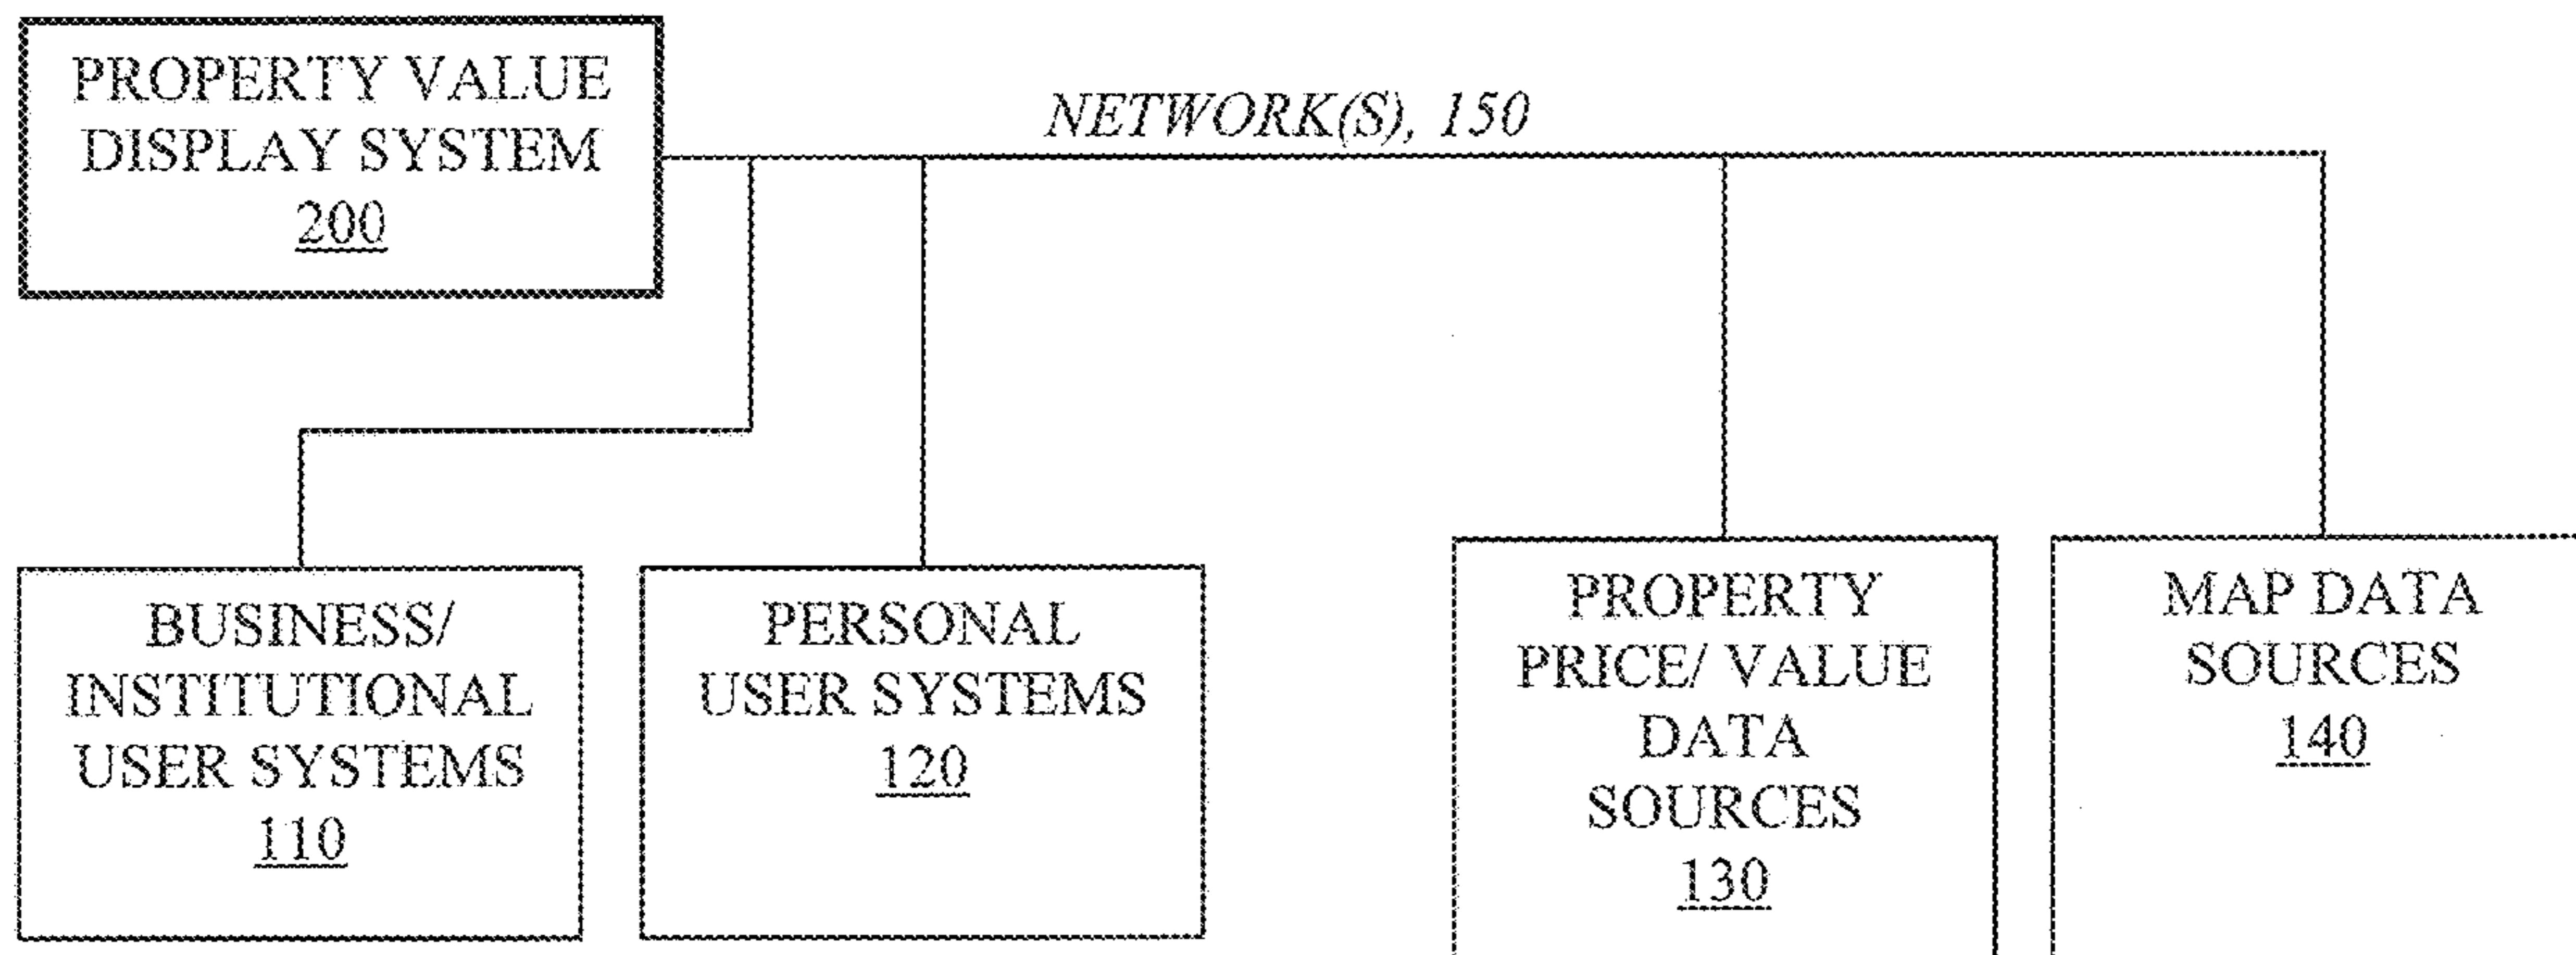 PROPERTY VALUE
DISPLAY SYSTEM
200
NETWORK(S), 150
BUSINESS/
INSTITUTIONAL
USER SYSTEMS
110
PERSONAL
USER SYSTEMS
120
PROPERTY
PRICE/ VALUE
DATA
SOURCES
130
MAP DATA
SOURCES
140